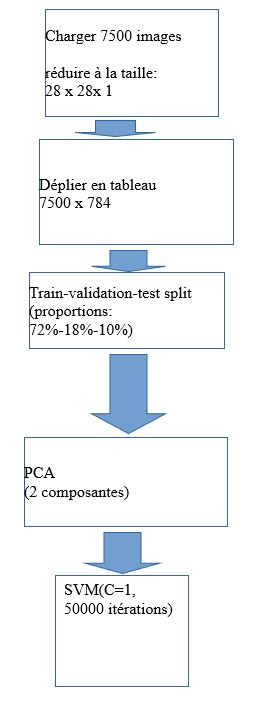 Charger 7500 images
réduire à la taille:
28 x 28x 1
Déplier en tableau
7500 x 784
Train-validation-test split
(proportions:
72%-18%-10%)
PCA
(2 composantes)
SVM(C=1,
50000 itérations)